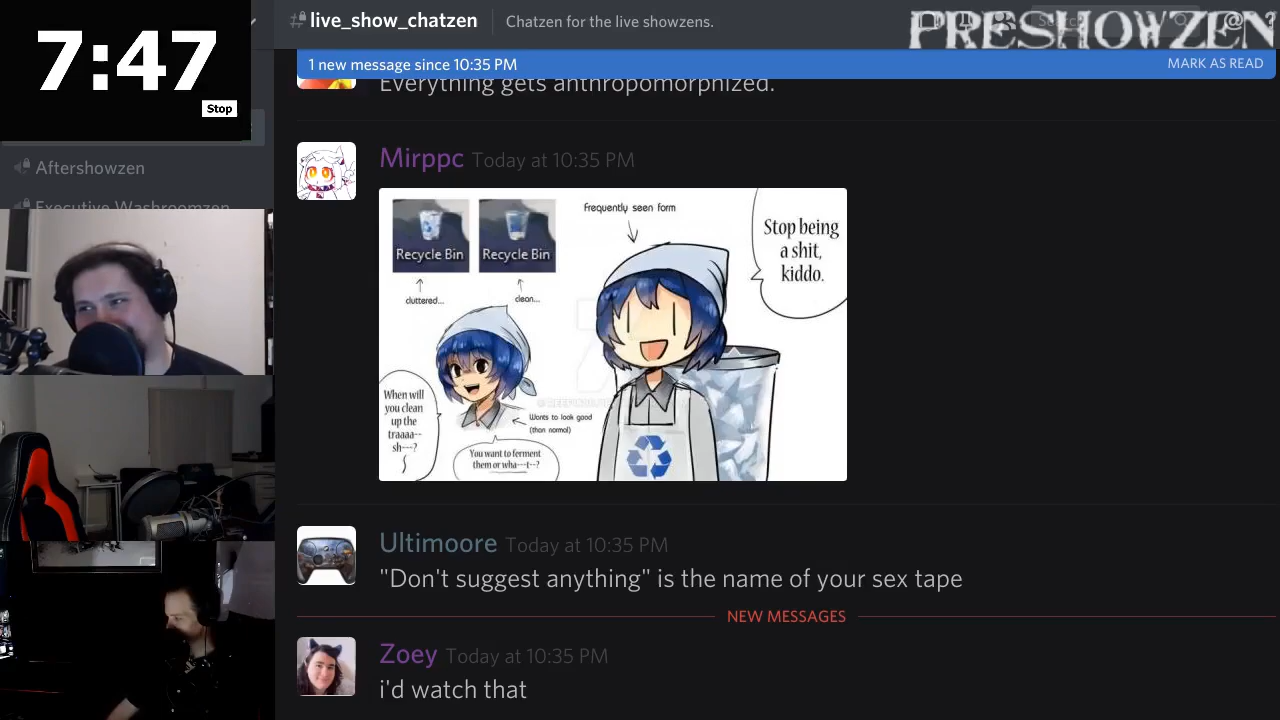 7:47
Stop
live_show_chatzen
Chatzen for the live showzens.
PRESHOWZEN
1 new message since 10:35 PM
MARK AS READ
Aftershowzen
Executive Washroomzen
Everything gets anthropomorphized.
Mirppc Today at 10:35 PM
Recycle Bin
Recycle Bin
cluttered...
clean...
Frequently seen form
Stop being
a shit,
kiddo.
When will
you clean
up the
traaaa--
sh---?
Wants to look good
(than normal)
You want to ferment
them or wha---t--?
Ultimoore Today at 10:35 PM
"Don't suggest anything" is the name of your sex tape
NEW MESSAGES
Zoey Today at 10:35 PM
i'd watch that